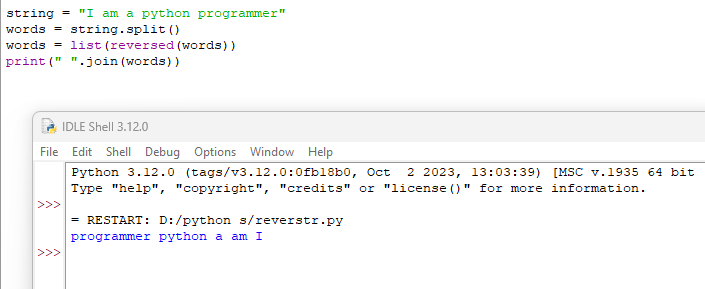 string = "I am a python programmer"
words = string.split()
words = list(reversed(words))
print(" ".join(words))
IDLE Shell 3.12.0
File Edit Shell Debug Options Window Help
Python 3.12.0 (tags/v3.12.0:0fb18b0, Oct  2 2023, 13:03:39) [MSC v.1935 64 bit
Type "help", "copyright", "credits" or "license()" for more information.
>>>
= RESTART: D:/python s/reverstr.py
programmer python a am I
>>>